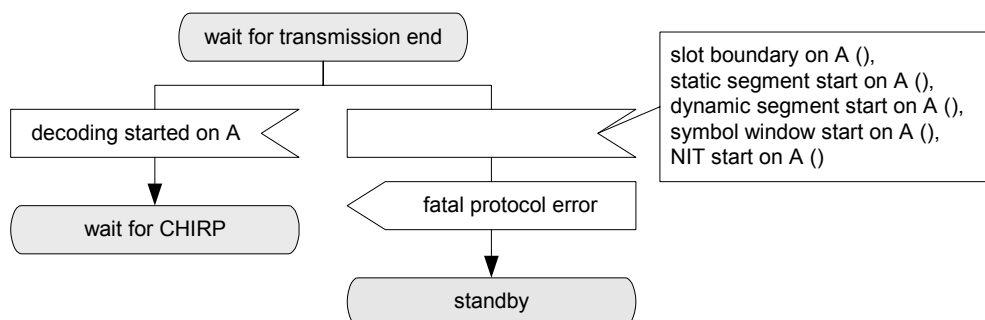 wait for transmission end
slot boundary on A (),
static segment start on A (),
dynamic segment start on A (),
symbol window start on A (),
NIT start on A ()
decoding started on A
fatal protocol error
wait for CHIRP
standby